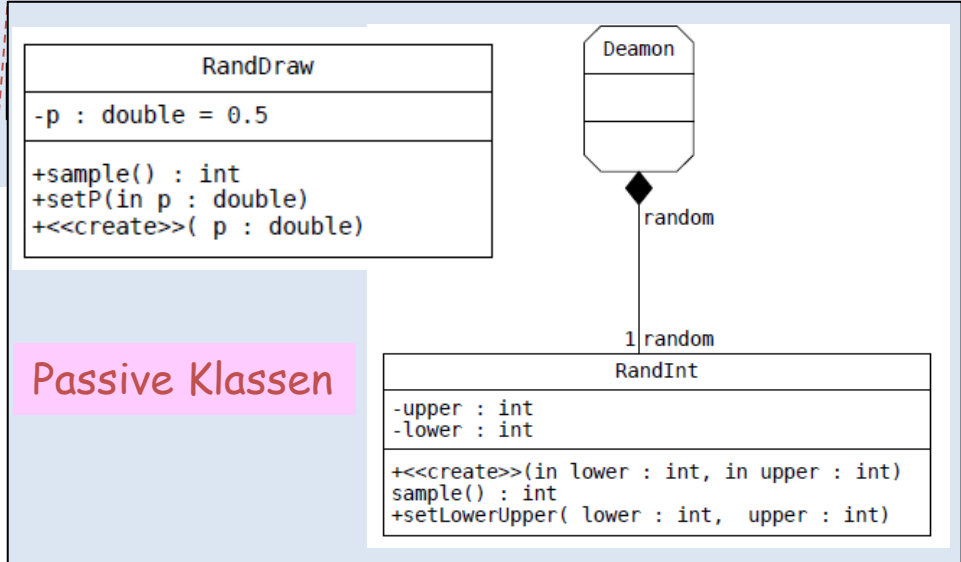 RandDraw
-p : double = 0.5
+sample() : int
+setP(in p : double)
+<<create>>( p : double)
Deamon
random
1 random
RandInt
-upper : int
-lower : int
+<<create>>(in lower : int, in upper : int)
sample() : int
+setLowerUpper( lower : int,  upper : int)
Passive Klassen